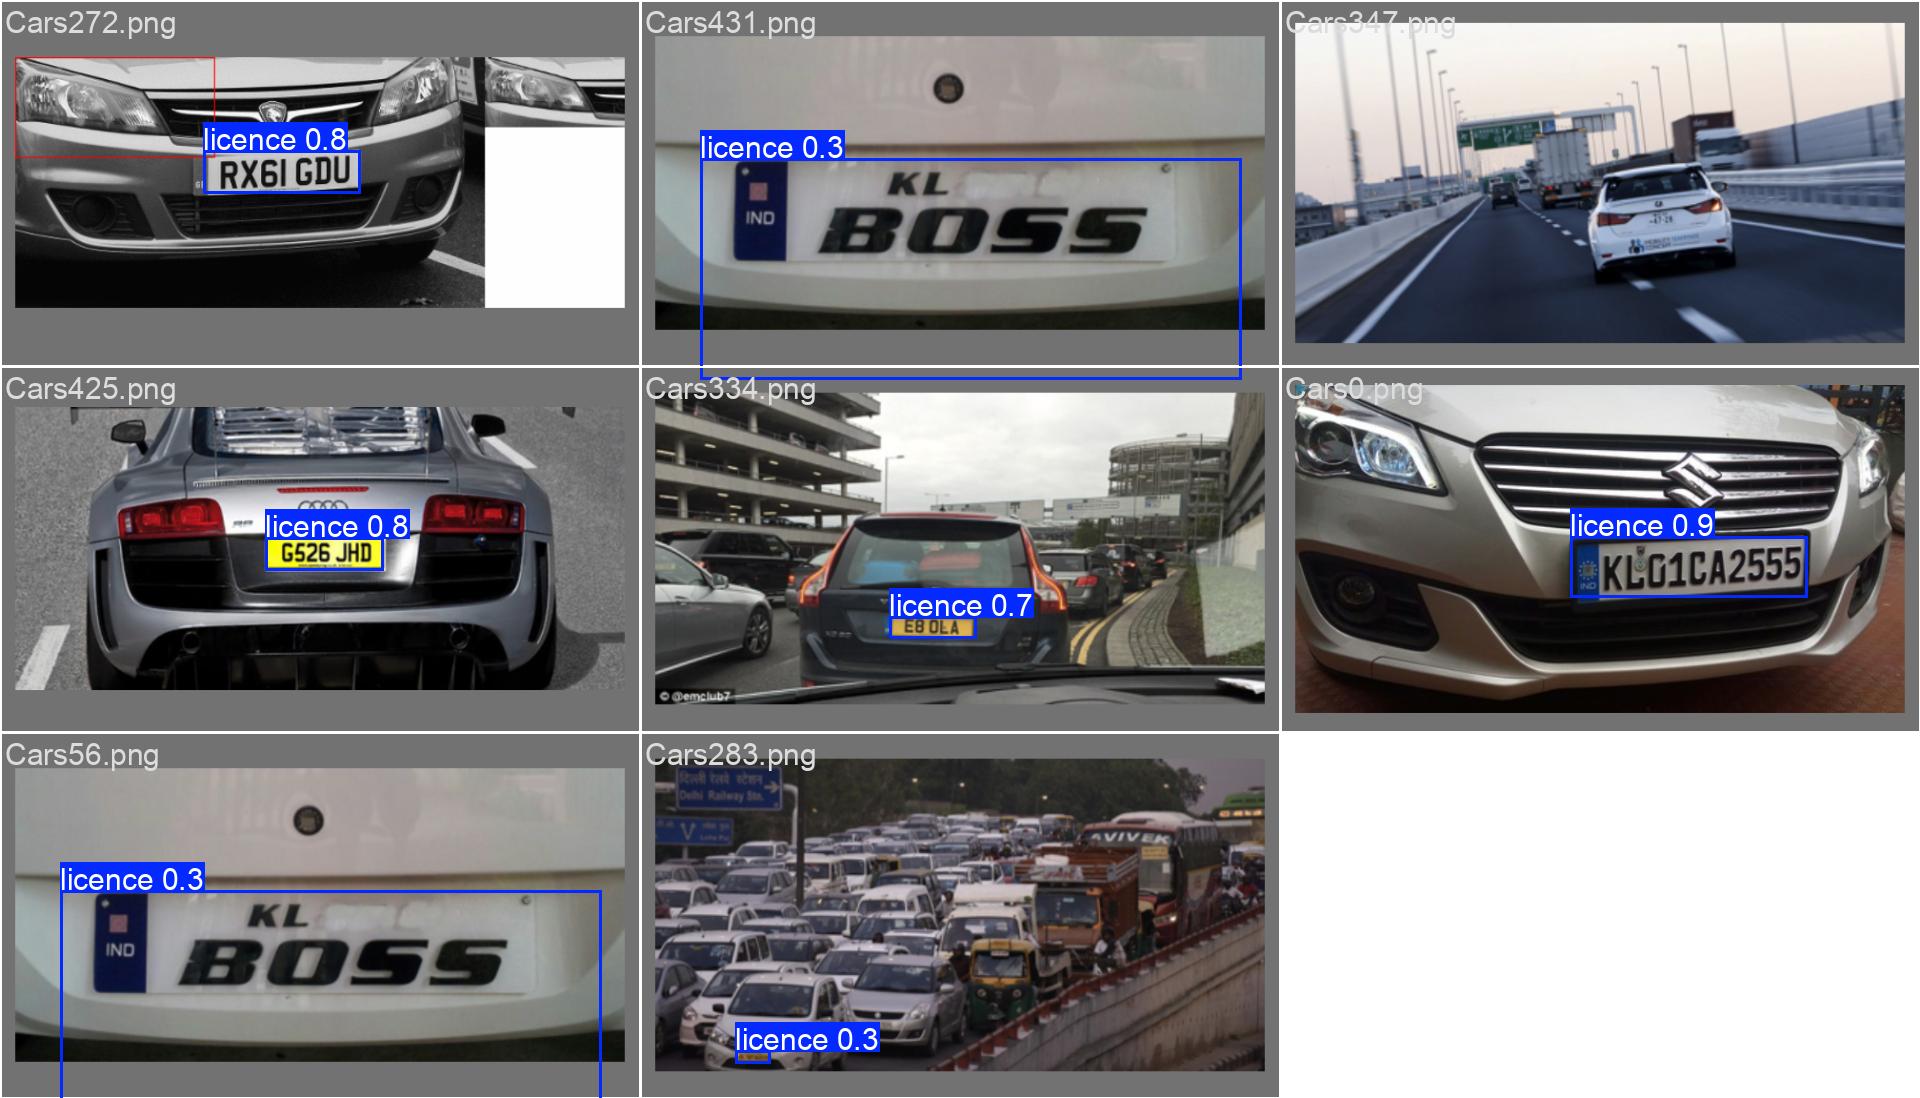 Cars272.png
licence 0.8
RX61 GDU
Cars431.png
licence 0.3
IND
KL
BOSS
Cars347.png
Cars425.png
licence 0.8
G526 JHD
Cars334.png
licence 0.7
E8 OLA
© @emclub7
Cars0.png
licence 0.9
IND
KL01CA2555
Cars56.png
licence 0.3
IND
KL
BOSS
Cars283.png
दिल्ली रेलवे स्टेशन
Delhi Railway Stn.
AVIVEK
licence 0.3